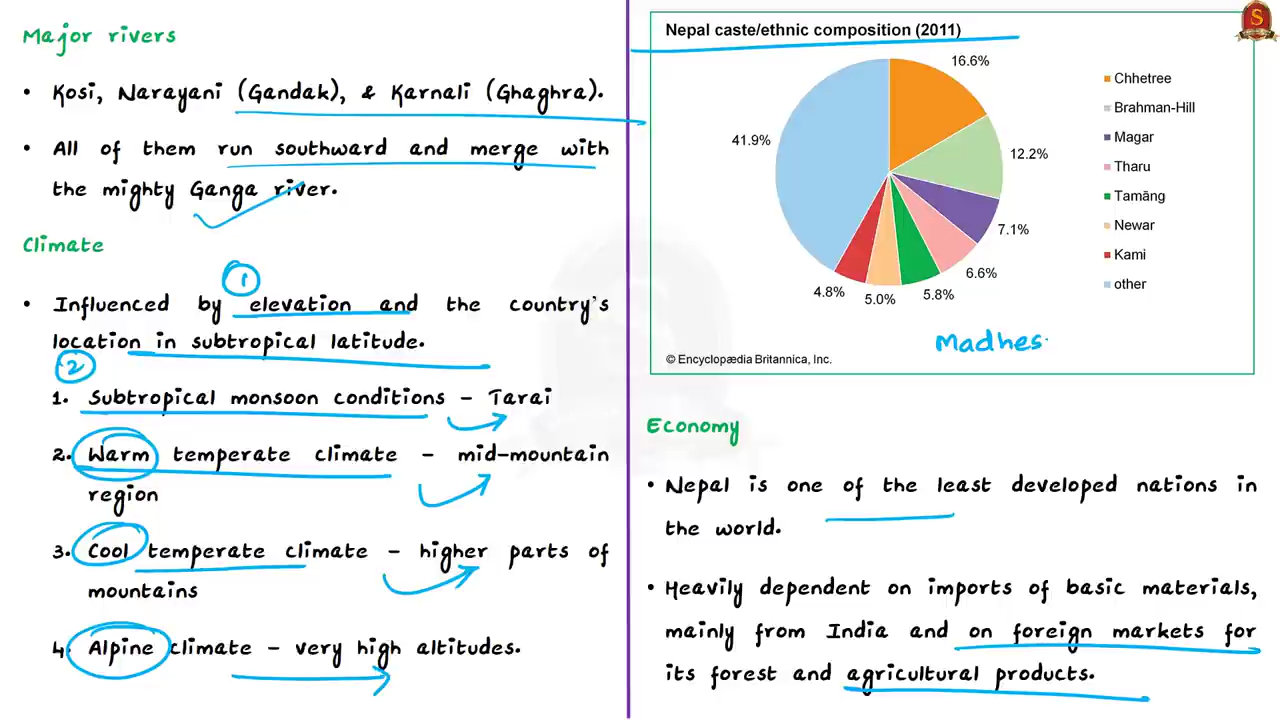 Major rivers
• Kosi, Narayani (Gandak), & Karnali (Ghaghra).
• All of them run southward and merge with
the mighty Ganga river.
Climate
1
• Influenced by elevation and the country's
location in subtropical latitude.
2
1. Subtropical monsoon conditions – Tarai
2. Warm temperate climate – mid-mountain
region
3. Cool temperate climate – higher parts of
mountains
4. Alpine climate – very high altitudes.
Nepal caste/ethnic composition (2011)
16.6%
12.2%
7.1%
6.6%
5.8%
5.0%
4.8%
41.9%
Chhetree
Brahman-Hill
Magar
Tharu
Tamāng
Newar
Kami
other
Madhes
© Encyclopædia Britannica, Inc.
S
Economy
• Nepal is one of the least developed nations in
the world.
• Heavily dependent on imports of basic materials,
mainly from India and on foreign markets for
its forest and agricultural products.